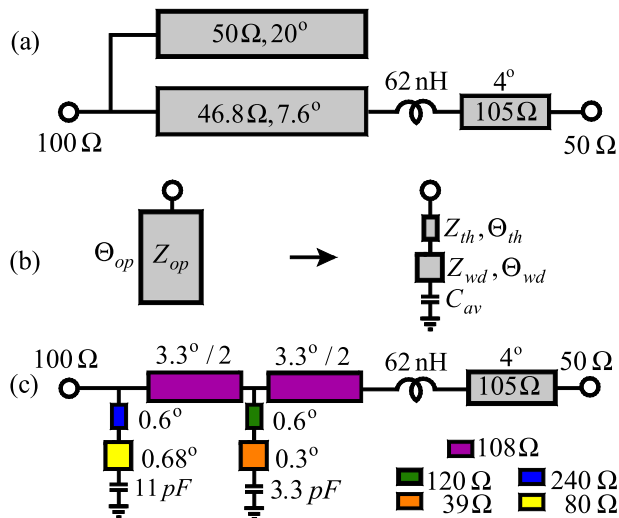 (a)
50Ω, 20°
46.8Ω, 7.6°
62 nH
4°
105Ω
100 Ω
50 Ω
(b)
Θop
Zop
Zth, Θth
Zwd, Θwd
Cav
(c)
100 Ω
3.3° / 2
3.3° / 2
62 nH
4°
105Ω
50 Ω
0.6°
0.68°
11 pF
0.6°
0.3°
3.3 pF
108 Ω
120 Ω
240 Ω
39 Ω
80 Ω